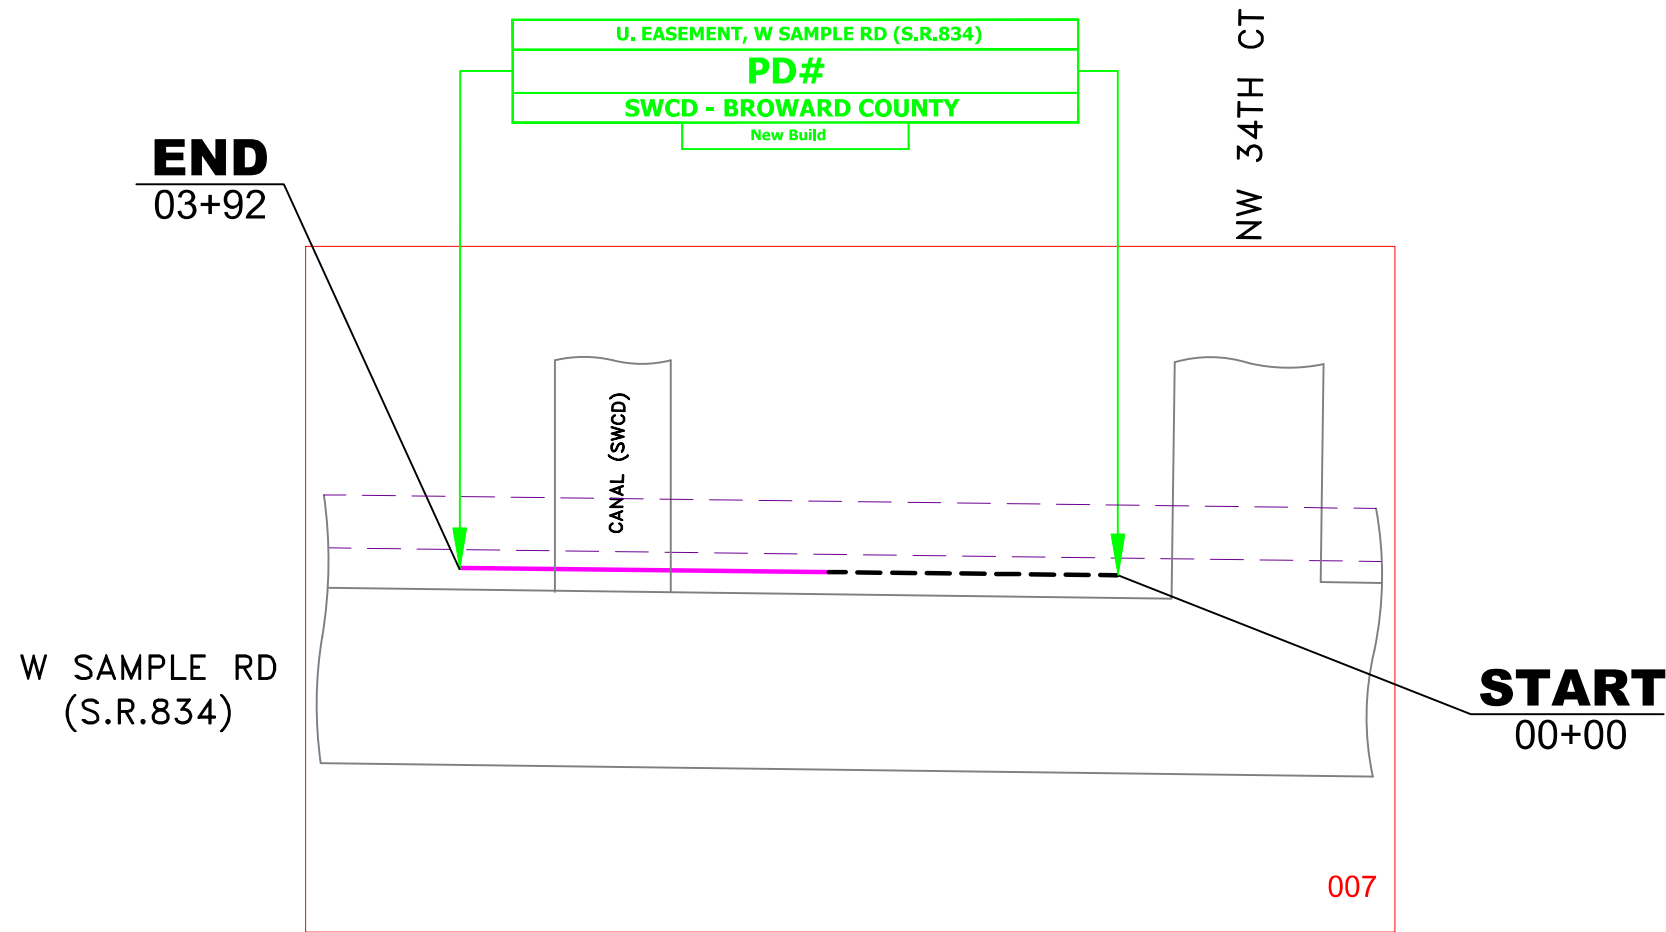 U. EASEMENT, W SAMPLE RD (S.R.834)
PD#
SWCD - BROWARD COUNTY
New Build
NW 34TH CT
END
03+92
CANAL (SWCD)
W SAMPLE RD
(S.R.834)
START
00+00
007